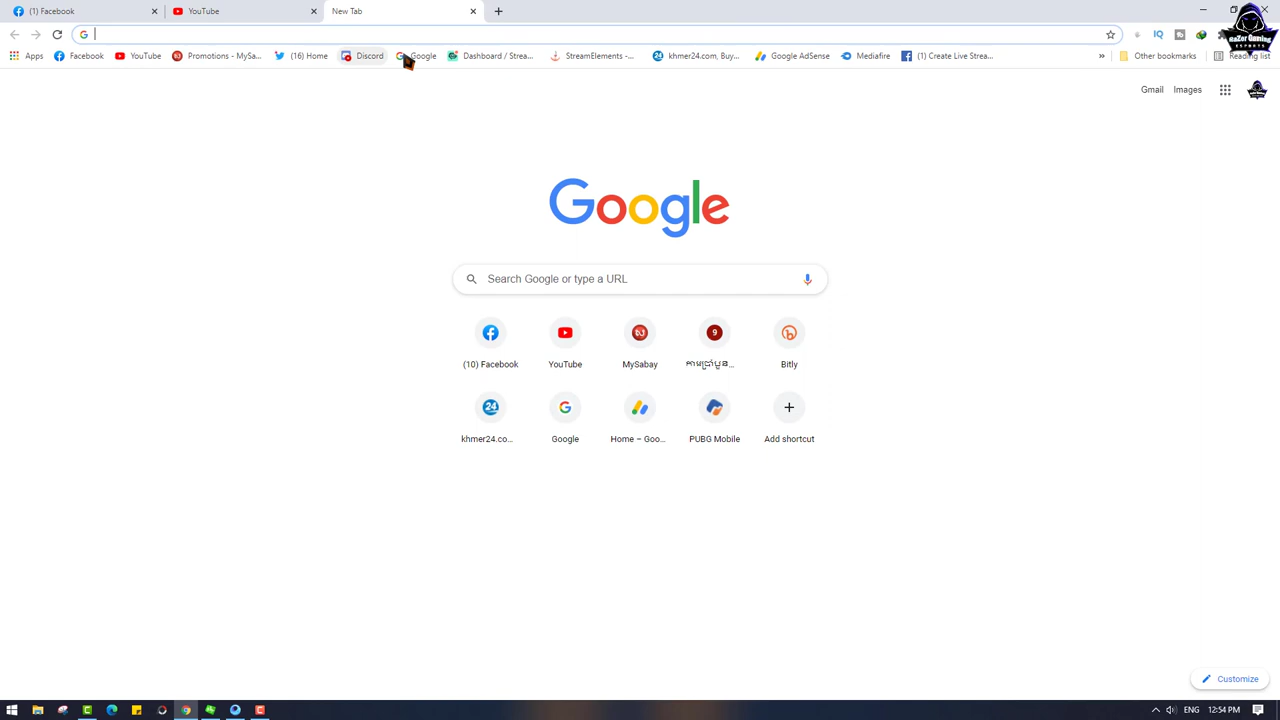 (1) Facebook
YouTube
New Tab
Apps
Facebook
YouTube
Promotions - MySa...
(16) Home
Discord
Google
Dashboard / Strea...
StreamElements -...
khmer24.com, Buy...
Google AdSense
Mediafire
(1) Create Live Strea...
»
Other bookmarks
Reading list
RaZor Gaming
ESPORTS
Gmail
Images
Google
Search Google or type a URL
(10) Facebook
YouTube
MySabay
Bitly
khmer24.co...
Google
Home – Goo...
PUBG Mobile
Add shortcut
Customize
ENG
12:54 PM